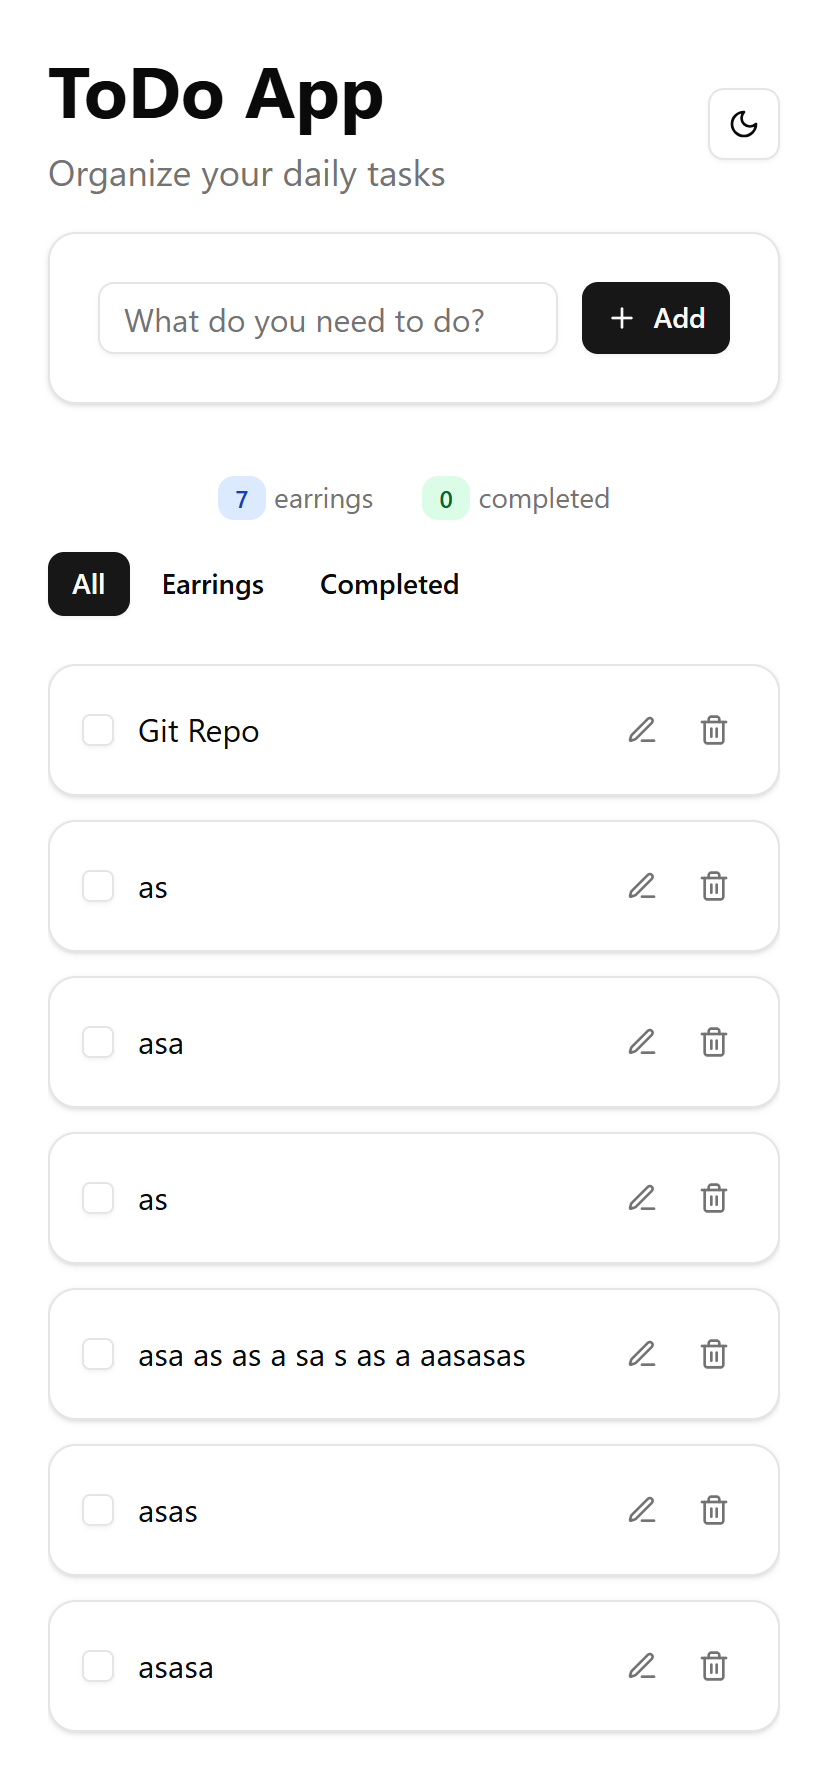 ToDo App
Organize your daily tasks
What do you need to do?
Add
7 earrings 0 completed
All Earrings Completed
Git Repo
as
asa
as
asa as as a sa s as a aasasas
asas
asasa